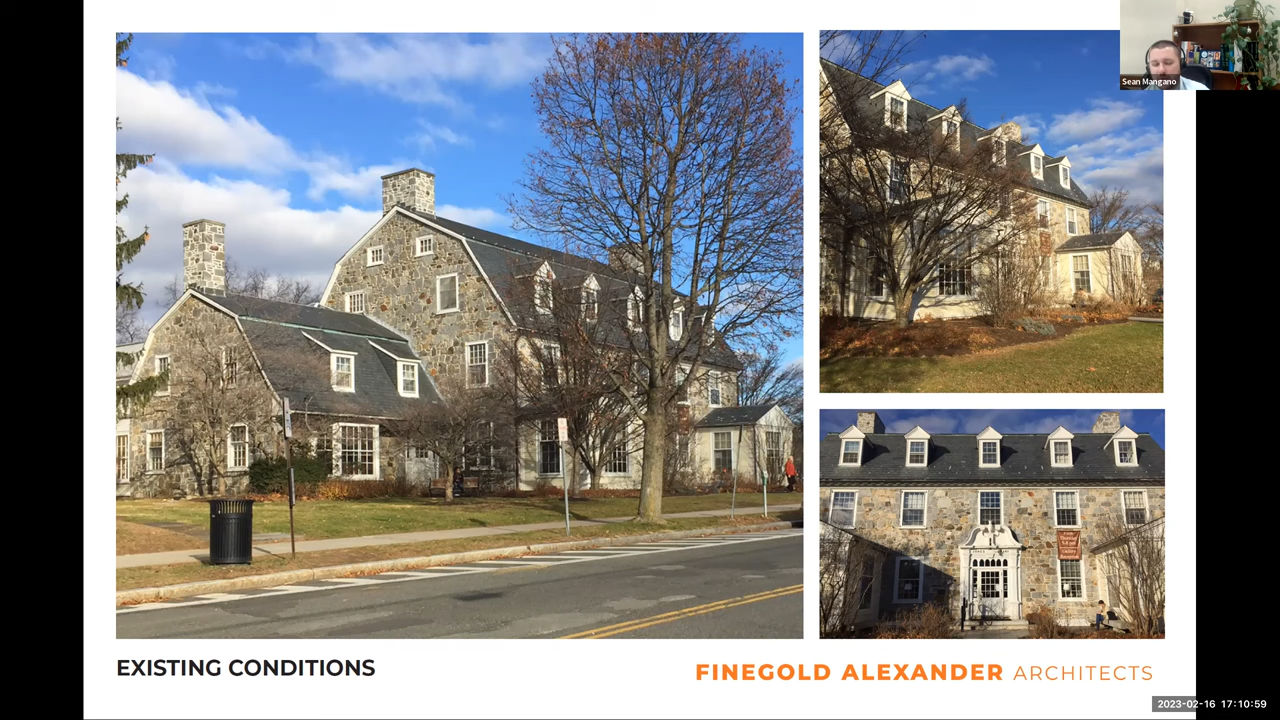 Sean Mangano
EXISTING CONDITIONS
FINEGOLD ALEXANDER ARCHITECTS
2023-02-16 17:10:59